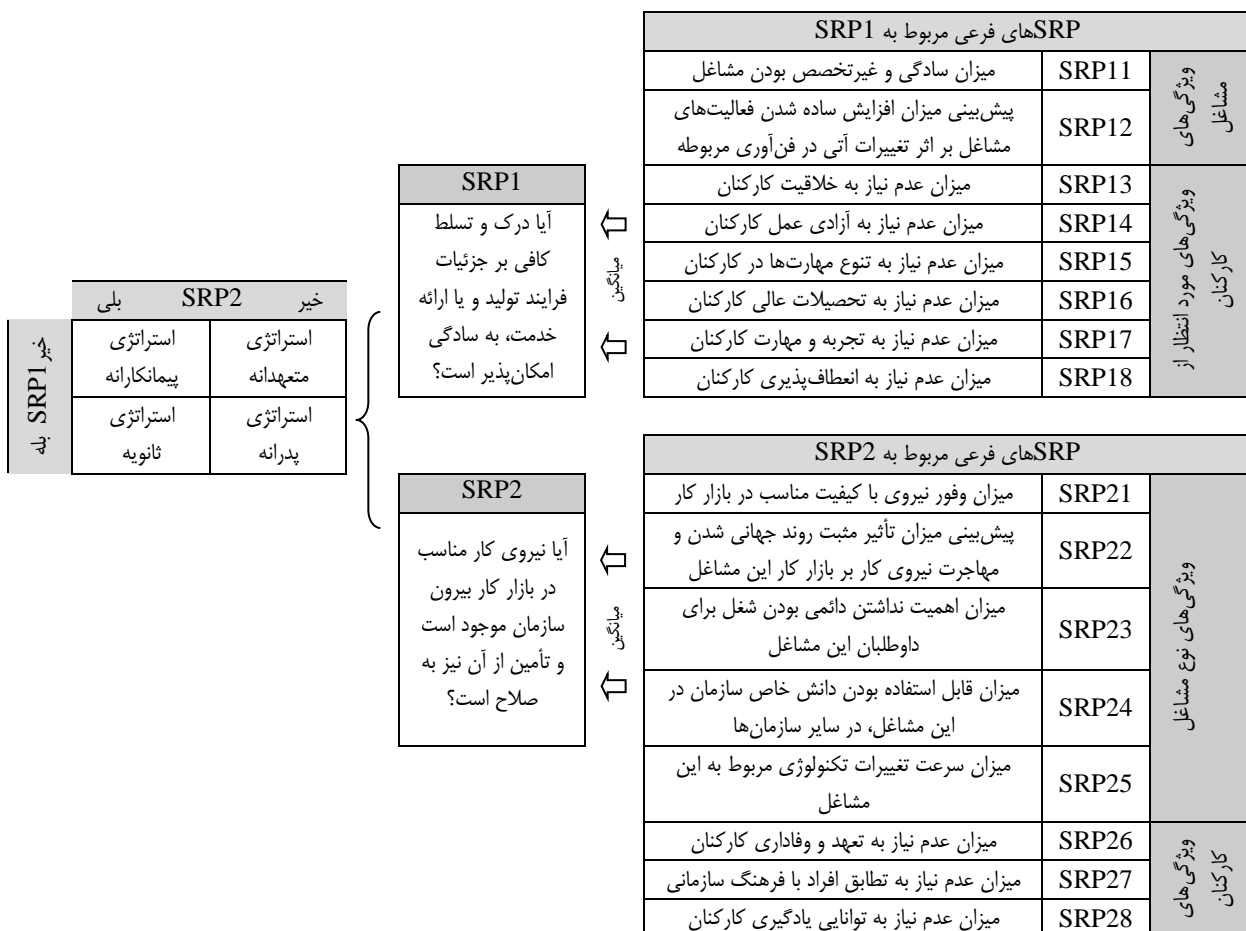 SRPهای فرعی مربوط به SRP1
ویژگی‌های
مشاغل
SRP11
میزان سادگی و غیرتخصص بودن مشاغل
SRP12
پیش‌بینی میزان افزایش ساده شدن فعالیت‌های
مشاغل بر اثر تغییرات آتی در فن‌آوری مربوطه
ویژگی‌های مورد انتظار از
کارکنان
SRP13
میزان عدم نیاز به خلاقیت کارکنان
SRP14
میزان عدم نیاز به آزادی عمل کارکنان
SRP15
میزان عدم نیاز به تنوع مهارت‌ها در کارکنان
SRP16
میزان عدم نیاز به تحصیلات عالی کارکنان
SRP17
میزان عدم نیاز به تجربه و مهارت کارکنان
SRP18
میزان عدم نیاز به انعطاف‌پذیری کارکنان
میانگین
SRP1
آیا درک و تسلط
کافی بر جزئیات
فرایند تولید و یا ارائه
خدمت، به سادگی
امکان‌پذیر است؟
SRPهای فرعی مربوط به SRP2
ویژگی‌های نوع مشاغل
SRP21
میزان وفور نیروی با کیفیت مناسب در بازار کار
SRP22
پیش‌بینی میزان تأثیر مثبت روند جهانی شدن و
مهاجرت نیروی کار بر بازار کار این مشاغل
SRP23
میزان اهمیت نداشتن دائمی بودن شغل برای
داوطلبان این مشاغل
SRP24
میزان قابل استفاده بودن دانش خاص سازمان در
این مشاغل، در سایر سازمان‌ها
SRP25
میزان سرعت تغییرات تکنولوژی مربوط به این
مشاغل
ویژگی‌های
کارکنان
SRP26
میزان عدم نیاز به تعهد و وفاداری کارکنان
SRP27
میزان عدم نیاز به تطابق افراد با فرهنگ سازمانی
SRP28
میزان عدم نیاز به توانایی یادگیری کارکنان
میانگین
SRP2
آیا نیروی کار مناسب
در بازار کار بیرون
سازمان موجود است
و تأمین از آن نیز به
صلاح است؟
خیر SRP2 بلی
استراتژی
متعهدانه
استراتژی
پیمانکارانه
استراتژی
پدرانه
استراتژی
ثانویه
خیر SRP1 بله